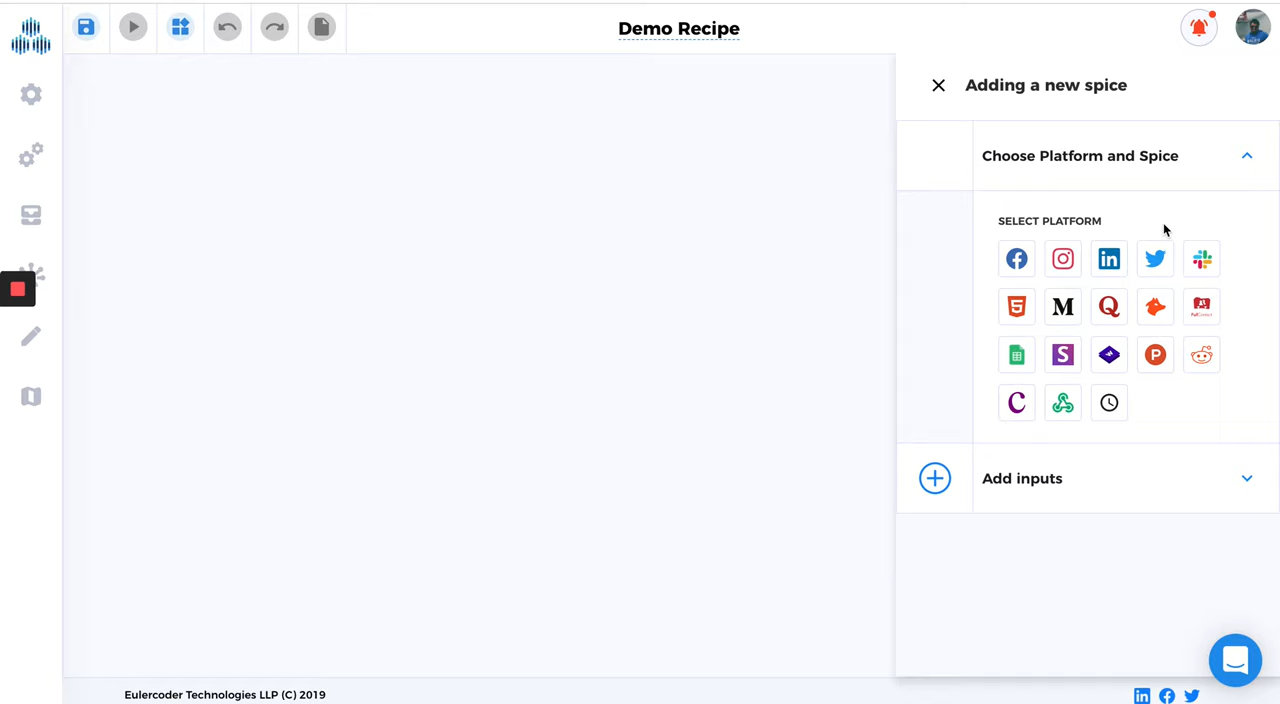 Demo Recipe
Adding a new spice
Choose Platform and Spice
SELECT PLATFORM
Add inputs
Eulercoder Technologies LLP (C) 2019